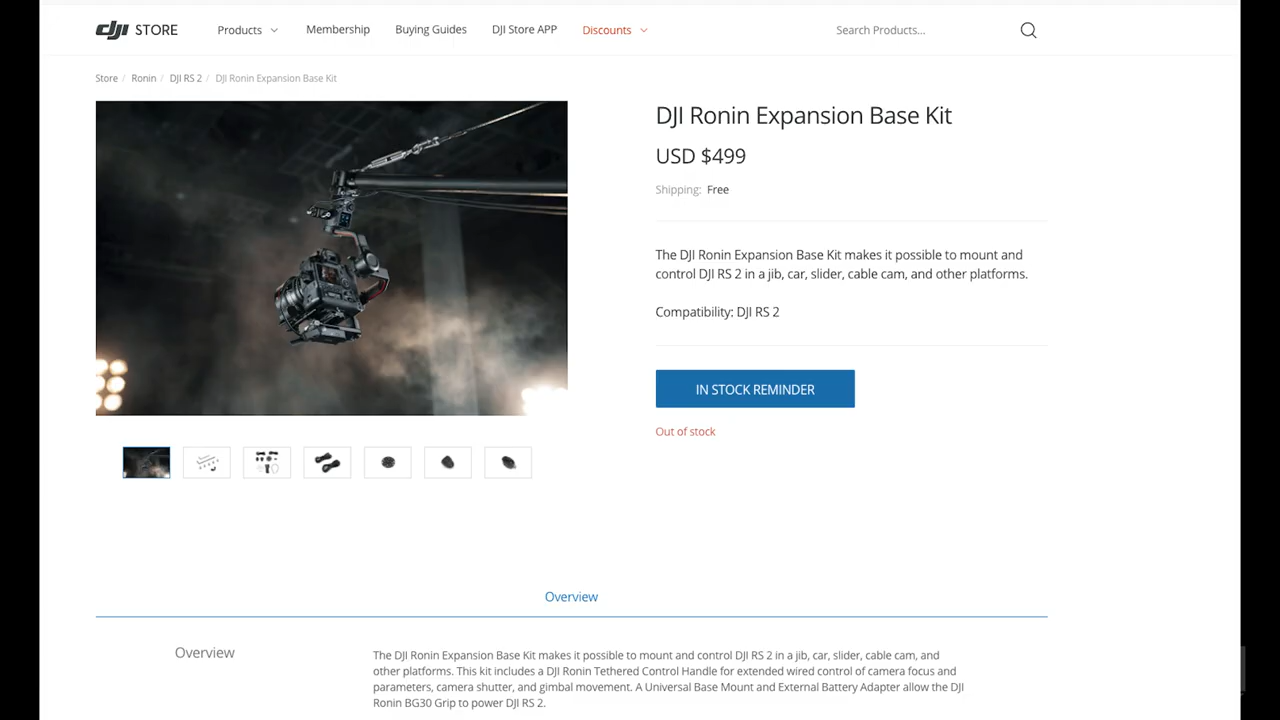 dji STORE
Products
Membership
Buying Guides
DJI Store APP
Discounts
Search Products...
Store / Ronin / DJI RS 2 / DJI Ronin Expansion Base Kit
DJI Ronin Expansion Base Kit
USD $499
Shipping: Free
The DJI Ronin Expansion Base Kit makes it possible to mount and
control DJI RS 2 in a jib, car, slider, cable cam, and other platforms.
Compatibility: DJI RS 2
IN STOCK REMINDER
Out of stock
Overview
Overview
The DJI Ronin Expansion Base Kit makes it possible to mount and control DJI RS 2 in a jib, car, slider, cable cam, and
other platforms. This kit includes a DJI Ronin Tethered Control Handle for extended wired control of camera focus and
parameters, camera shutter, and gimbal movement. A Universal Base Mount and External Battery Adapter allow the DJI
Ronin BG30 Grip to power DJI RS 2.